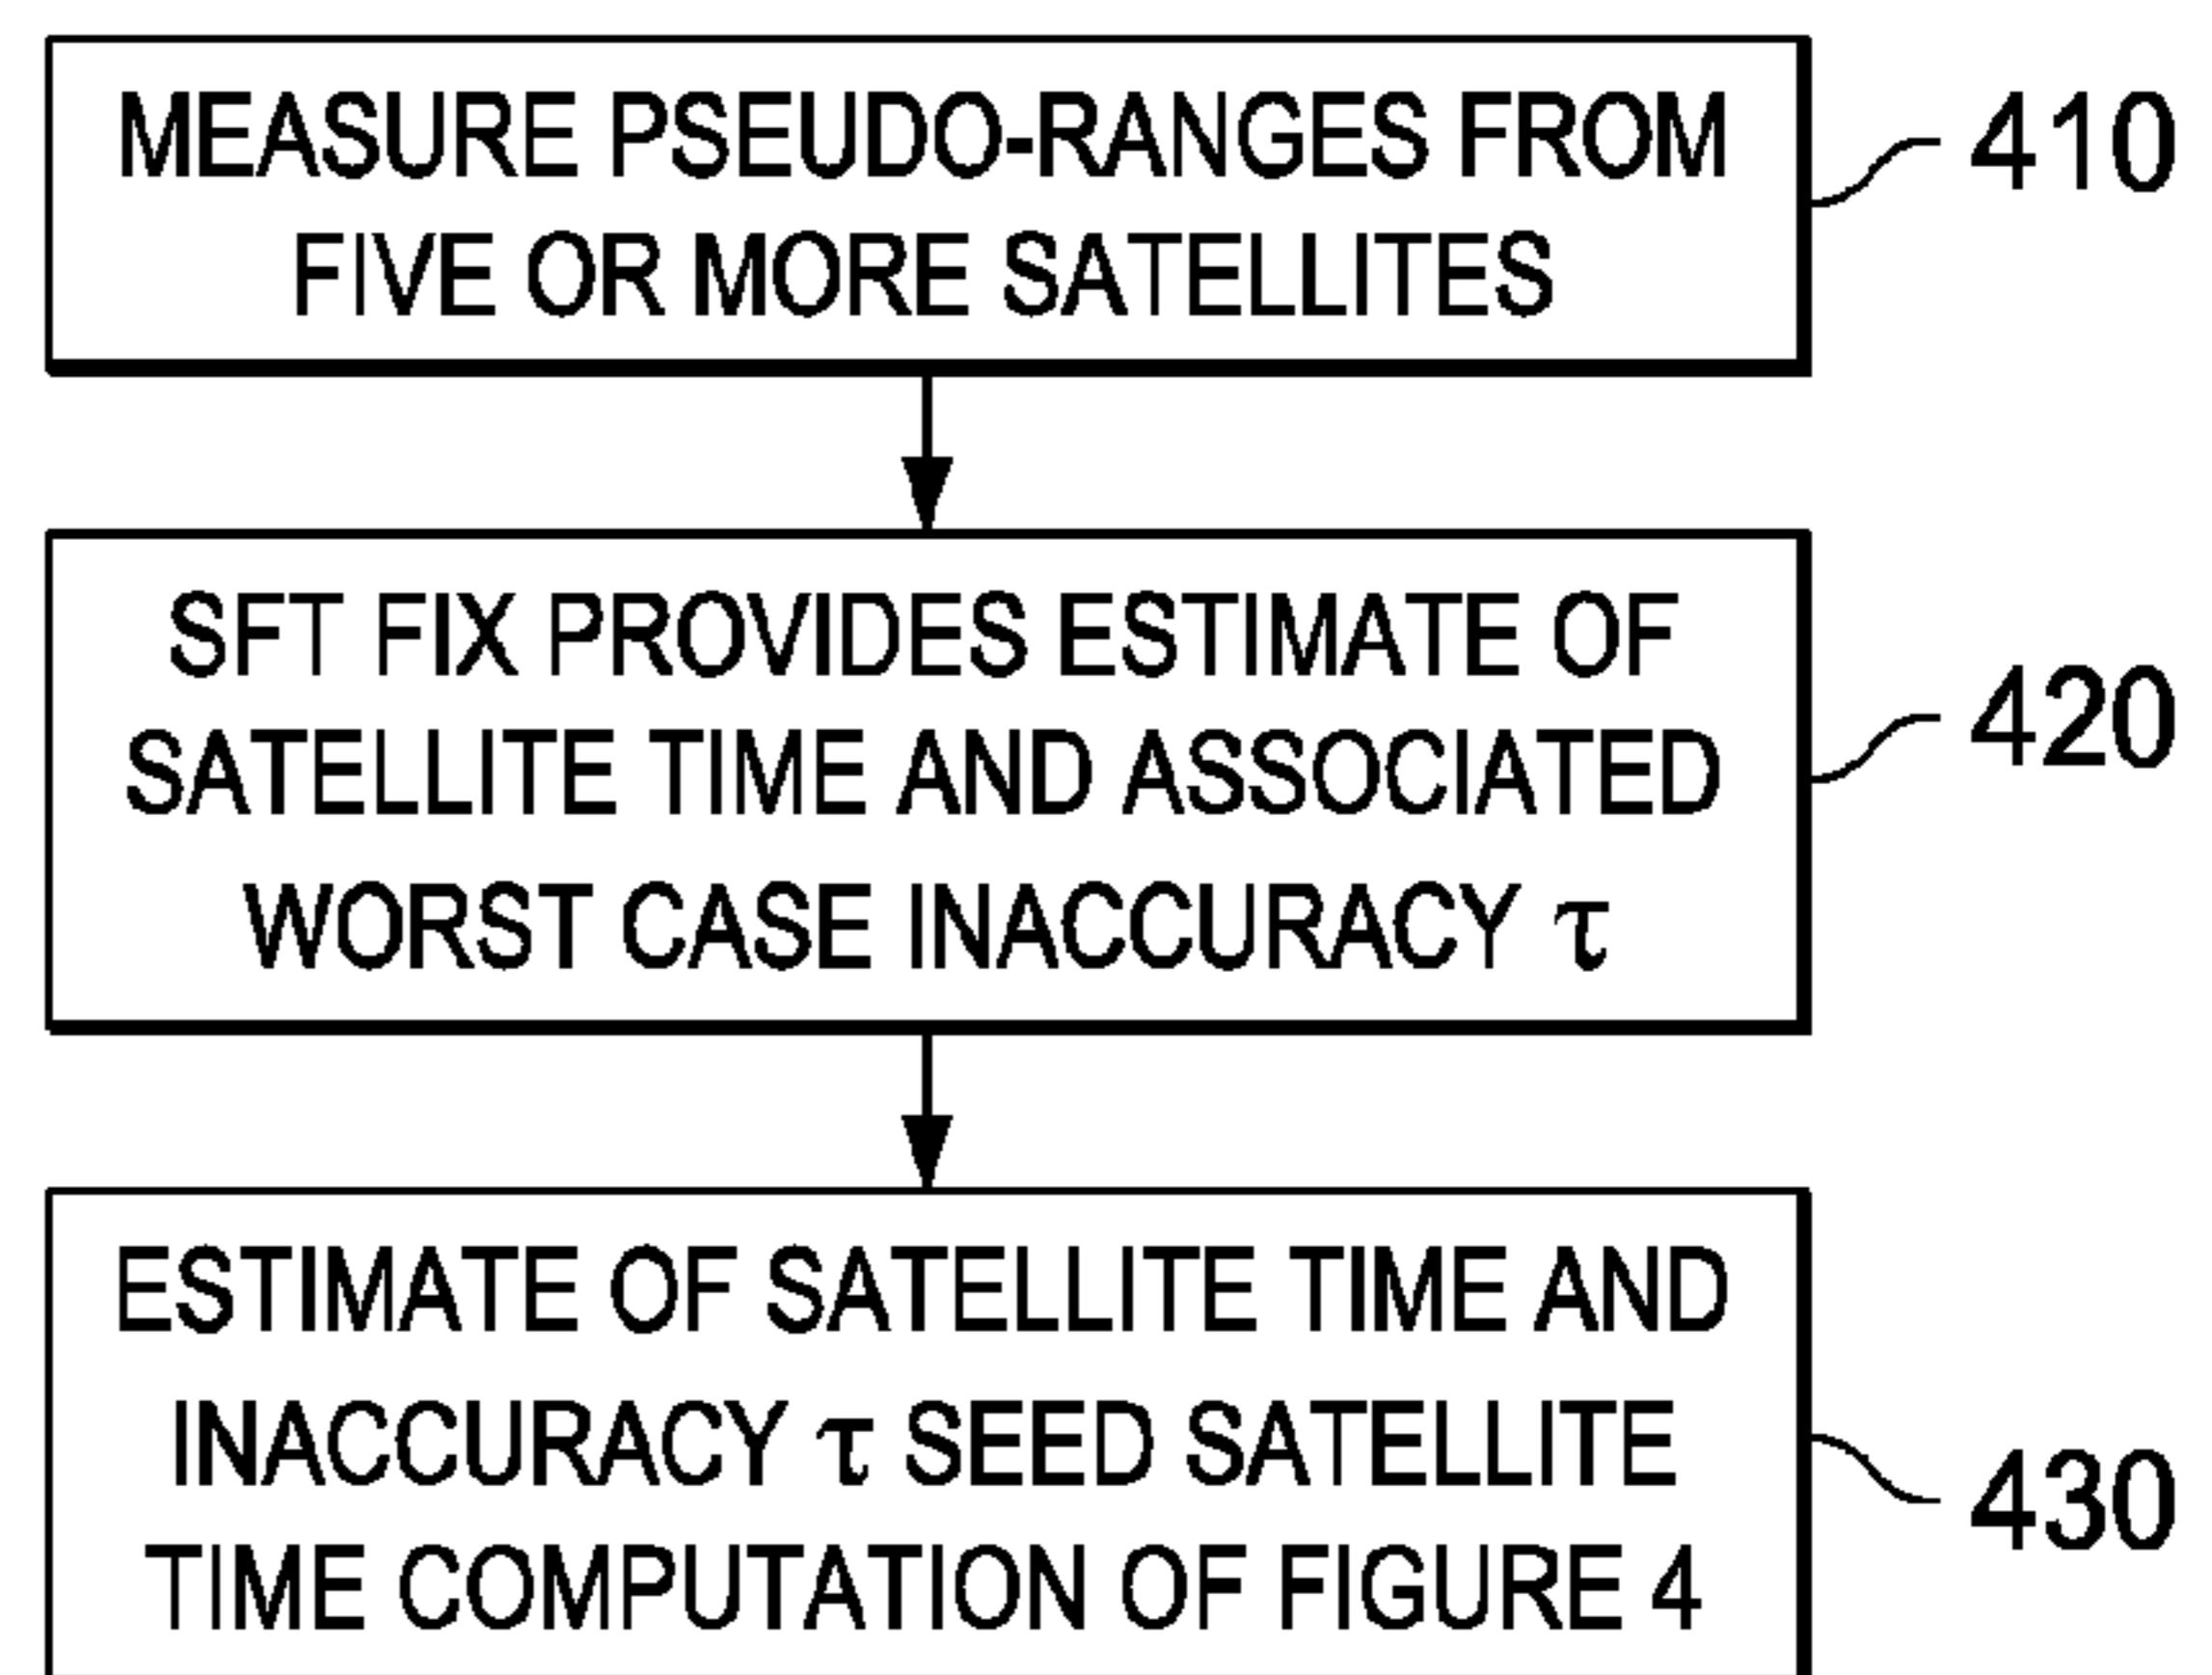 MEASURE PSEUDO-RANGES FROM
FIVE OR MORE SATELLITES
410
SFT FIX PROVIDES ESTIMATE OF
SATELLITE TIME AND ASSOCIATED
WORST CASE INACCURACY τ
420
ESTIMATE OF SATELLITE TIME AND
INACCURACY τ SEED SATELLITE
TIME COMPUTATION OF FIGURE 4
430